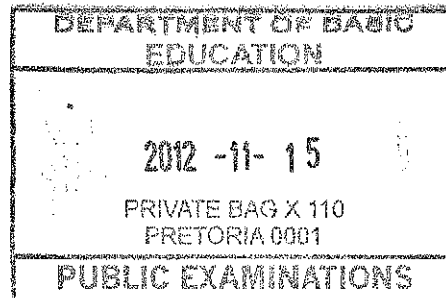 DEPARTMENT OF BASIC
EDUCATION
2012 -11- 15
PRIVATE BAG X 110
PRETORIA 0001
PUBLIC EXAMINATIONS